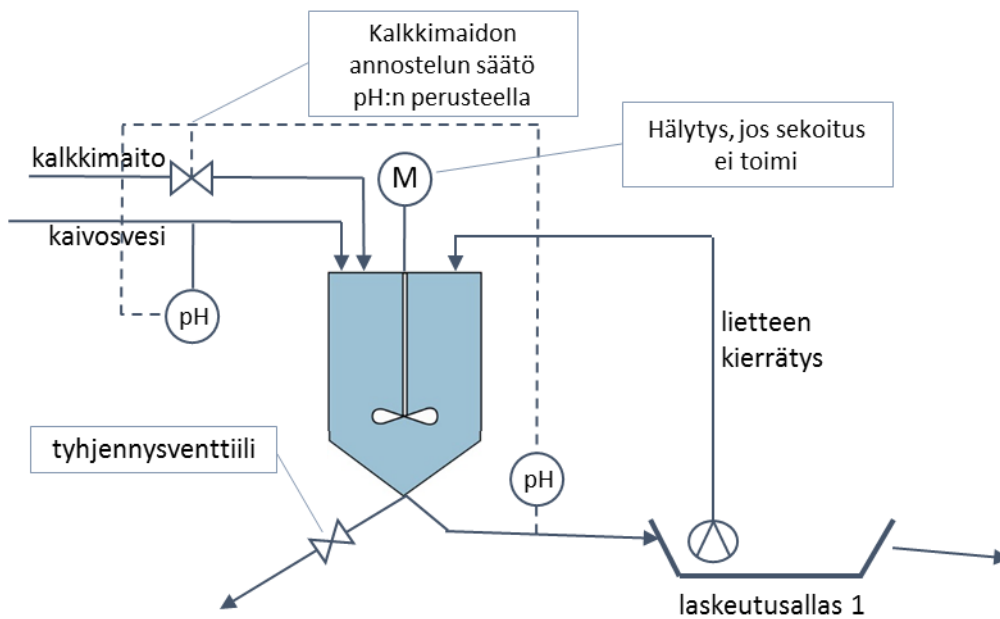 Kalkkimaidon
annostelun säätö
pH:n perusteella
Hälytys, jos sekoitus
ei toimi
kalkkimaito
M
kaivosvesi
pH
lietteen
kierrätys
tyhjennysventtiili
pH
laskeutusallas 1